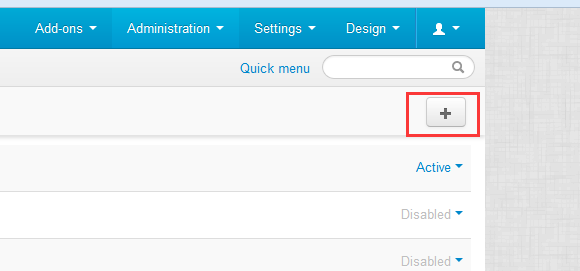 Add-ons Administration Settings Design
Quick menu
Active
Disabled
Disabled